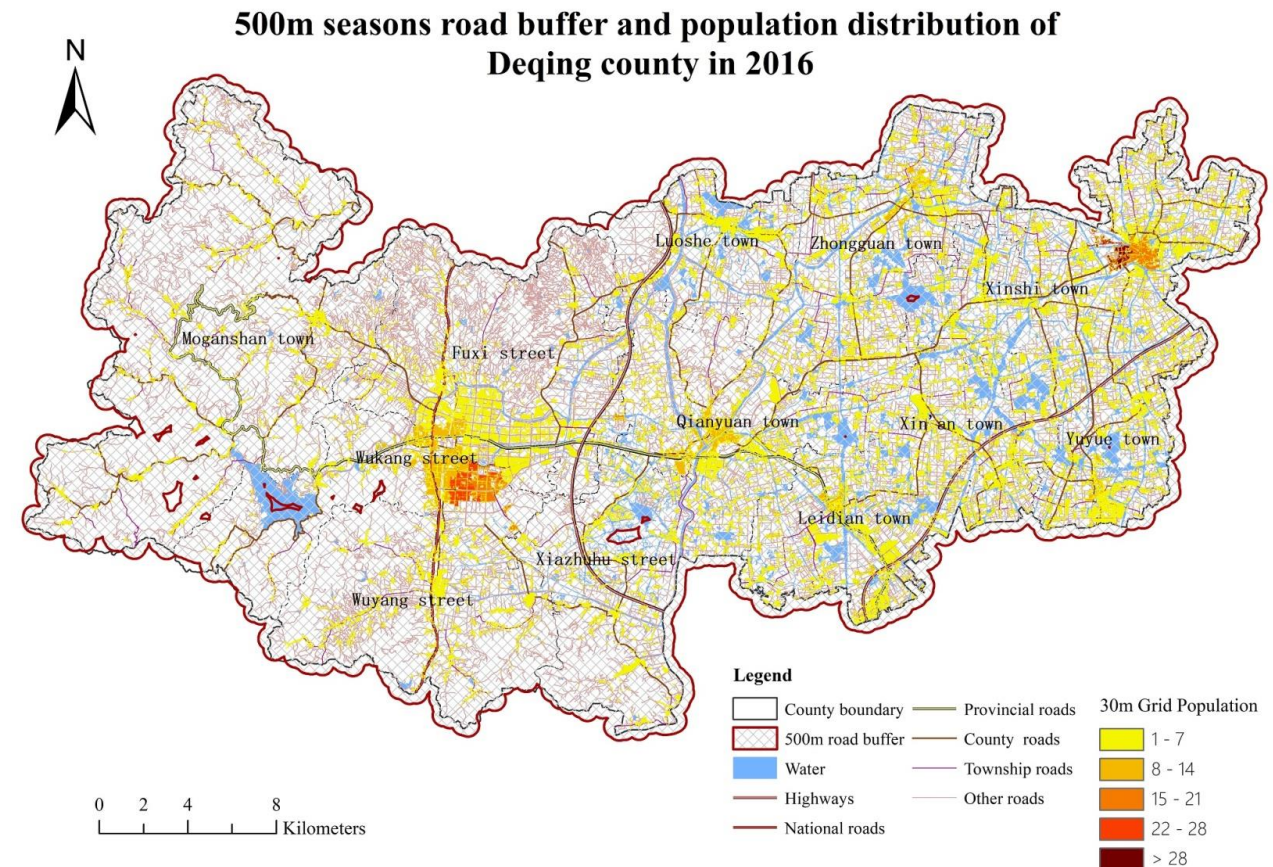 500m seasons road buffer and population distribution of
Deqing county in 2016
N
Luoshe town
Zhongguan town
Xinshi town
Moganshan town
Fuxi street
Qianyuan town
Xin an town
Yuyue town
Wukang street
Leidian town
Xiazhuhu street
Wuyang street
Legend
County boundary
500m road buffer
Water
Highways
National roads
Provincial roads
County roads
Township roads
Other roads
30m Grid Population
1 - 7
8 - 14
15 - 21
22 - 28
> 28
0 2 4 8
Kilometers